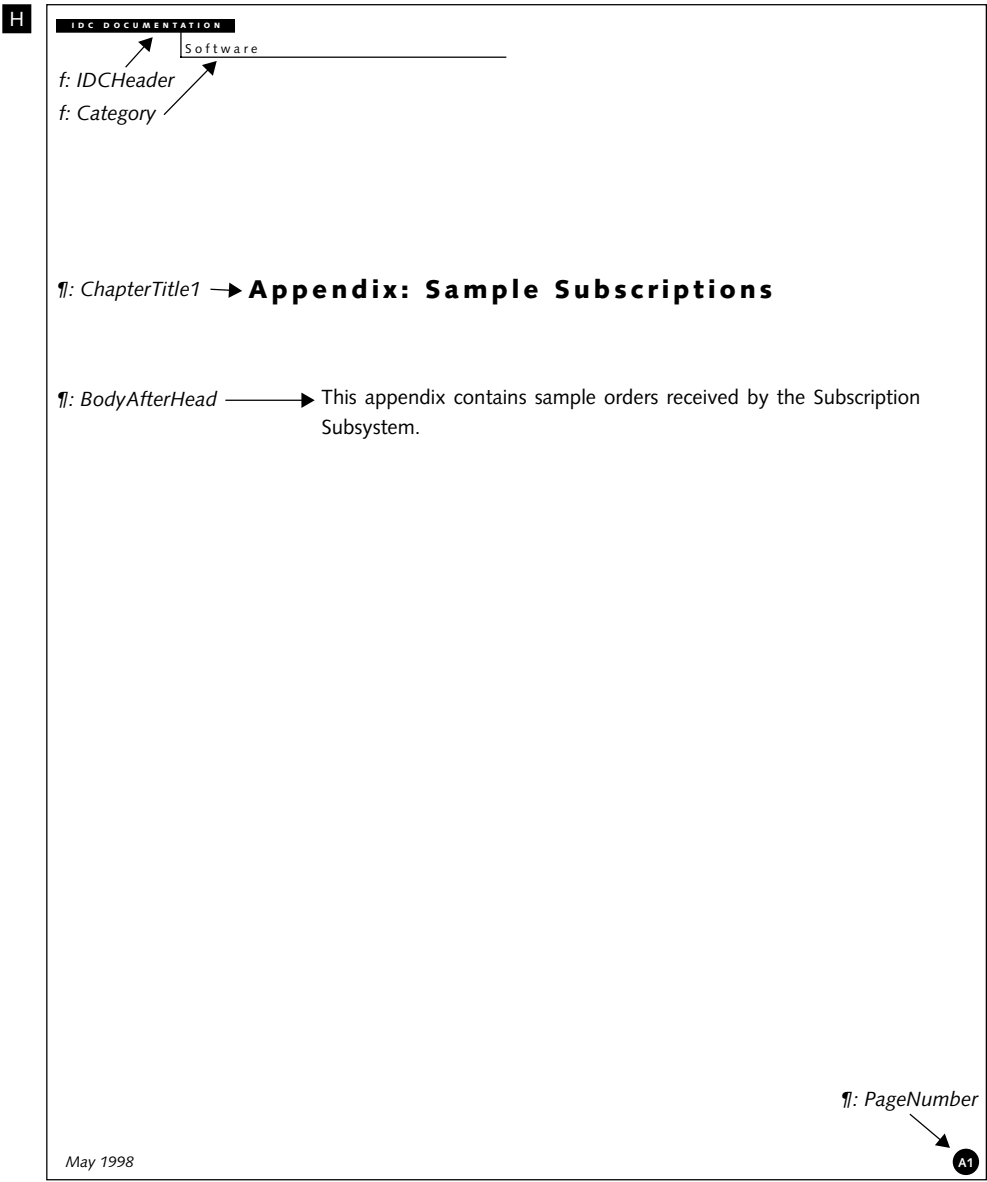 H
IDC DOCUMENTATION
Software
f: IDCHeader
f: Category
¶: ChapterTitle1 Appendix: Sample Subscriptions
¶: BodyAfterHead This appendix contains sample orders received by the Subscription
Subsystem.
¶: PageNumber
May 1998 A1